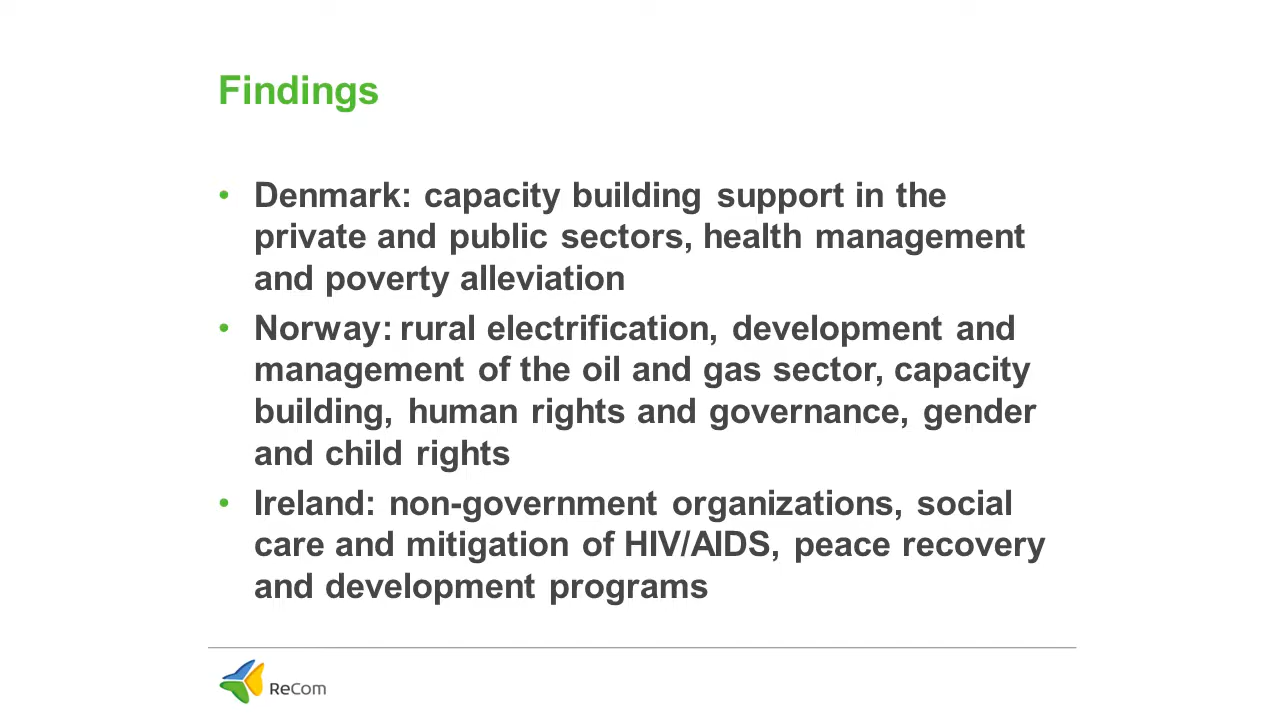 Findings
• Denmark: capacity building support in the
private and public sectors, health management
and poverty alleviation
• Norway: rural electrification, development and
management of the oil and gas sector, capacity
building, human rights and governance, gender
and child rights
• Ireland: non-government organizations, social
care and mitigation of HIV/AIDS, peace recovery
and development programs
ReCom